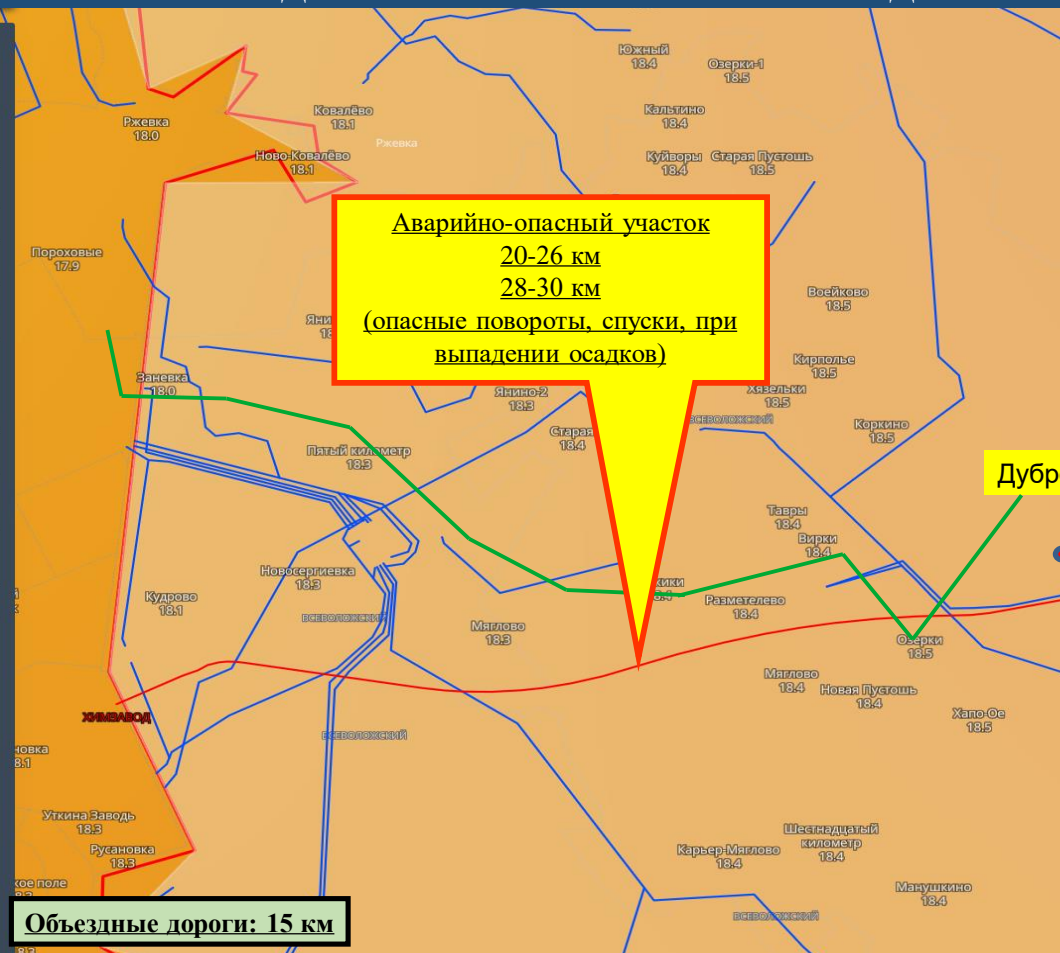 Южный
18.4
Озерки-1
18.5
Ржевка
18.0
Ковалёво
18.1
Кальтино
18.4
Ржевка
Ново-Ковалёво
18.1
Куйворы
18.4
Старая Пустошь
18.5
Аварийно-опасный участок
20-26 км
28-30 км
(опасные повороты, спуски, при
выпадении осадков)
Пороховые
17.9
Воейково
18.5
Кирполье
18.5
Заневка
18.0
Янино-2
18.3
Хязельки
18.5
ВСЕВОЛОЖСКИЙ
Старая
18.4
Коркино
18.5
Пятый километр
18.3
Дубр
Тавры
18.4
Вирки
18.4
Новосергиевка
18.3
Кудрово
18.1
ВСЕВОЛОЖСКИЙ
Разметелево
18.4
Мяглово
18.3
Озерки
18.5
Мяглово
18.4
Новая Пустошь
18.4
ХИМЗАВОД
Хапо-Ое
18.5
ВСЕВОЛОЖСКИЙ
Уткина Заводь
18.3
Русановка
18.3
Шестнадцатый
километр
18.4
Карьер-Мяглово
18.4
Манушкино
18.4
ВСЕВОЛОЖСКИЙ
Объездные дороги: 15 км